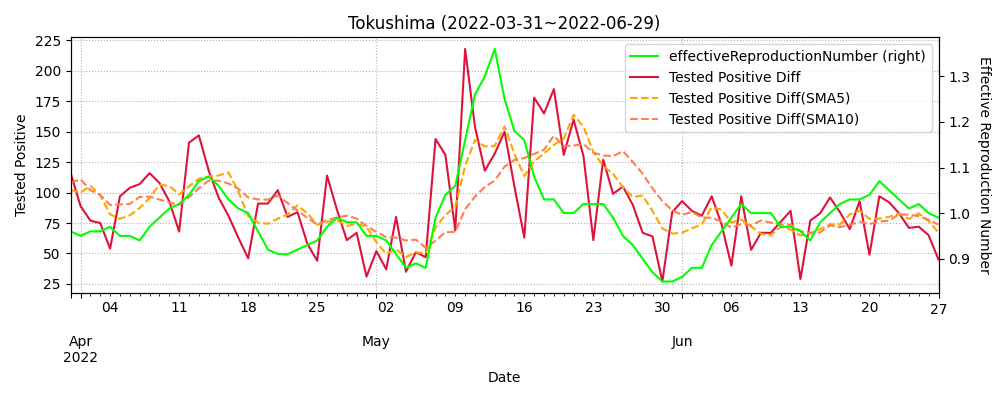 Tokushima (2022-03-31~2022-06-29)
effectiveReproductionNumber (right)
Tested Positive Diff
Tested Positive Diff(SMA5)
Tested Positive Diff(SMA10)
Tested Positive
225
200
175
150
125
100
75
50
25
1.3
1.2
1.1
1.0
0.9
Effective Reproduction Number
04 11 18 25 02 09 16 23 30 06 13 20 27
Apr May Jun
2022
Date